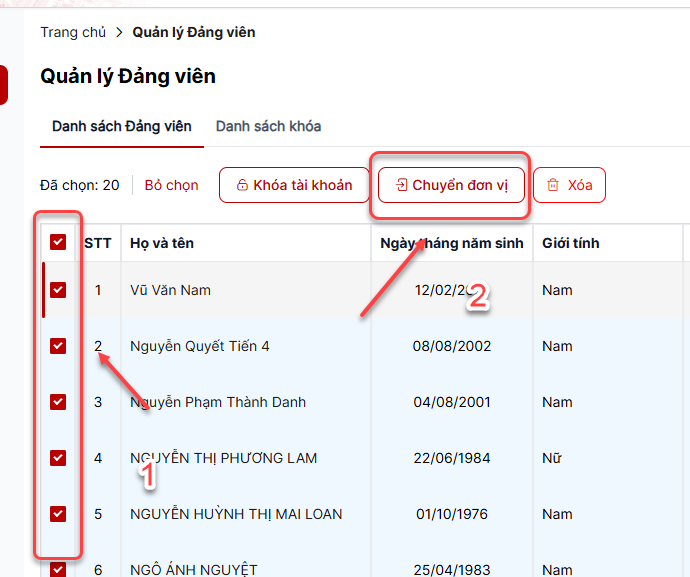 Trang chủ > Quản lý Đảng viên
Quản lý Đảng viên
Danh sách Đảng viên Danh sách khóa
Đã chọn: 20 Bỏ chọn Khóa tài khoản Chuyển đơn vị Xóa
STT Họ và tên Ngày tháng năm sinh Giới tính
1 Vũ Văn Nam 12/02/ Nam
2
2 Nguyễn Quyết Tiến 4 08/08/2002 Nam
3 Nguyễn Phạm Thành Danh 04/08/2001 Nam
4 NGUYỄN THỊ PHƯƠNG LAM 22/06/1984 Nữ
1
5 NGUYỄN HUỲNH THỊ MAI LOAN 01/10/1976 Nam
6 NGÔ ÁNH NGUYỆT 25/04/1983 Nam